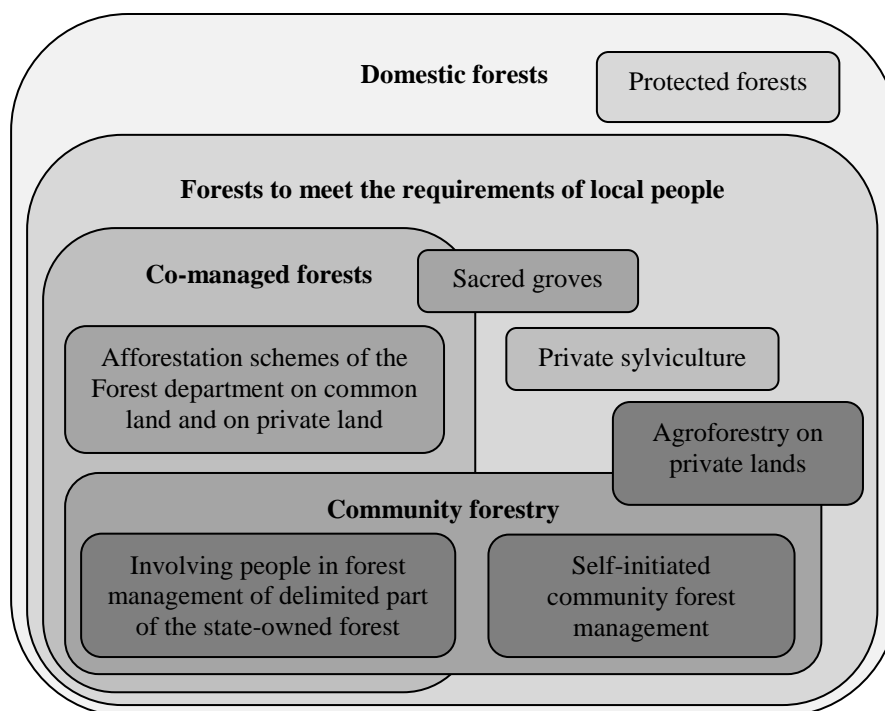 Domestic forests
Protected forests
Forests to meet the requirements of local people
Co-managed forests
Sacred groves
Afforestation schemes of the
Forest department on common
land and on private land
Private sylviculture
Agroforestry on
private lands
Community forestry
Involving people in forest
management of delimited part
of the state-owned forest
Self-initiated
community forest
management